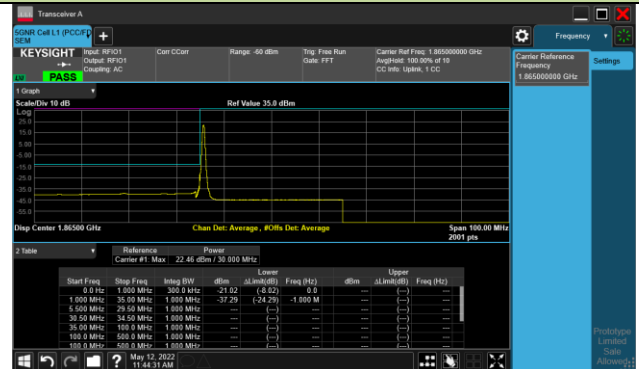 Transceiver A
5GNR Cell L1 (PCC/F
SEM
Frequency
KEYSIGHT
Input: RFIO1
Output: RFIO1
Coupling: AC
Corr CCorr
Range: -60 dBm
Trig: Free Run
Gate: FFT
Carrier Ref Freq: 1.865000000 GHz
Avg|Hold: 100.00% of 10
CC Info: Uplink, 1 CC
PASS
Carrier Reference
Frequency
1.865000000 GHz
Settings
1 Graph
Scale/Div 10 dB
Ref Value 35.0 dBm
Log
25.0
15.0
5.00
-5.00
-15.0
-25.0
-35.0
-45.0
-55.0
Disp Center 1.86500 GHz
Chan Det: Average , #Offs Det: Average
Span 100.00 MHz
2001 pts
2 Table
Reference Power
Carrier #1: Max 22.46 dBm / 30.000 MHz
Lower Upper
Start Freq Stop Freq Integ BW dBm ΔLimit(dB) Freq (Hz) dBm ΔLimit(dB) Freq (Hz)
0.0 Hz 1.000 MHz 300.0 kHz -21.02 (-8.02) 0.0 --- (---) ---
1.000 MHz 35.00 MHz 1.000 MHz -37.29 (-24.29) -1.000 M --- (---) ---
5.500 MHz 29.50 MHz 1.000 MHz --- (---) --- --- (---) ---
30.50 MHz 34.50 MHz 1.000 MHz --- (---) --- --- (---) ---
35.00 MHz 100.0 MHz 1.000 MHz --- (---) --- --- (---) ---
100.0 MHz 500.0 MHz 1.000 MHz --- (---) --- --- (---) ---
100.0 MHz 500.0 MHz 1.000 MHz --- (---) --- --- (---) ---
May 12, 2022
11:44:31 AM
Prototype
Limited
Sale
Allowed